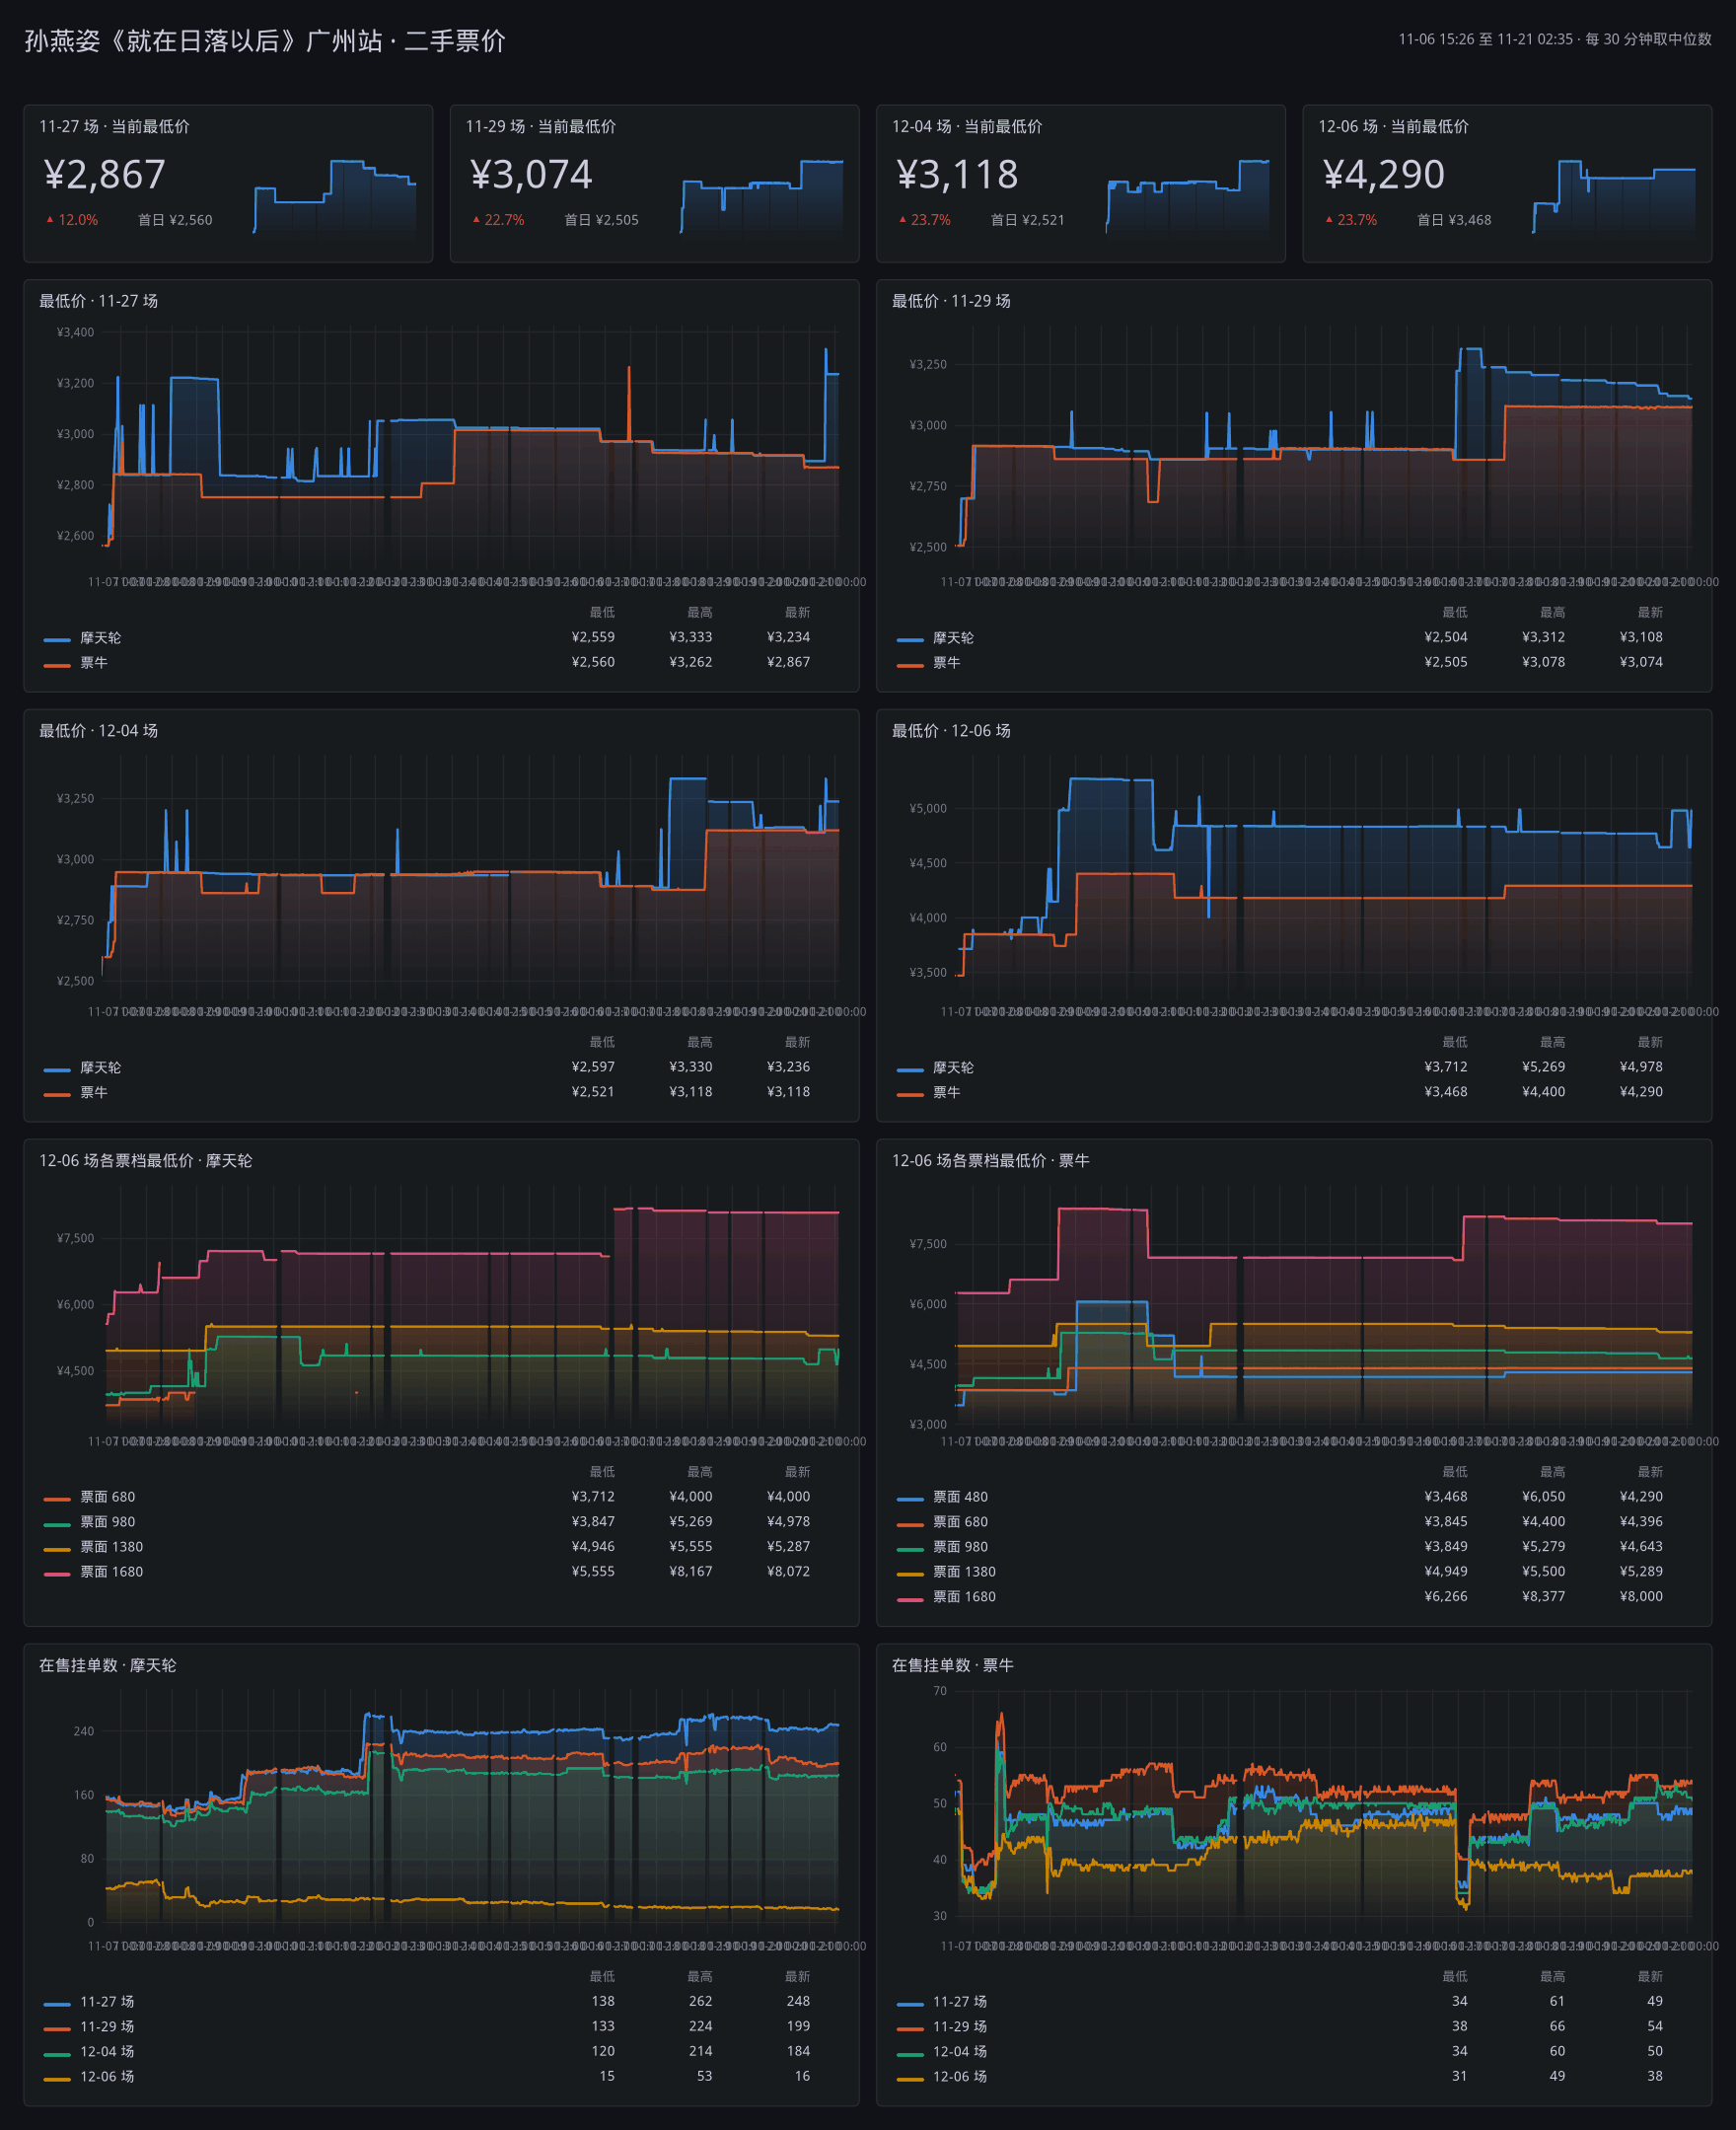 孙燕姿《就在日落以后》广州站 · 二手票价
11-06 15:26 至 11-21 02:35 · 每 30 分钟取中位数
11-27 场 · 当前最低价
¥2,867
▲ 12.0% 首日 ¥2,560
11-29 场 · 当前最低价
¥3,074
▲ 22.7% 首日 ¥2,505
12-04 场 · 当前最低价
¥3,118
▲ 23.7% 首日 ¥2,521
12-06 场 · 当前最低价
¥4,290
▲ 23.7% 首日 ¥3,468
最低价 · 11-27 场
¥3,400
¥3,200
¥3,000
¥2,800
¥2,600
最低 最高 最新
摩天轮 ¥2,559 ¥3,333 ¥3,234
票牛 ¥2,560 ¥3,262 ¥2,867
最低价 · 11-29 场
¥3,250
¥3,000
¥2,750
¥2,500
最低 最高 最新
摩天轮 ¥2,504 ¥3,312 ¥3,108
票牛 ¥2,505 ¥3,078 ¥3,074
最低价 · 12-04 场
¥3,250
¥3,000
¥2,750
¥2,500
最低 最高 最新
摩天轮 ¥2,597 ¥3,330 ¥3,236
票牛 ¥2,521 ¥3,118 ¥3,118
最低价 · 12-06 场
¥5,000
¥4,500
¥4,000
¥3,500
最低 最高 最新
摩天轮 ¥3,712 ¥5,269 ¥4,978
票牛 ¥3,468 ¥4,400 ¥4,290
12-06 场各票档最低价 · 摩天轮
¥7,500
¥6,000
¥4,500
最低 最高 最新
票面 680 ¥3,712 ¥4,000 ¥4,000
票面 980 ¥3,847 ¥5,269 ¥4,978
票面 1380 ¥4,946 ¥5,555 ¥5,287
票面 1680 ¥5,555 ¥8,167 ¥8,072
12-06 场各票档最低价 · 票牛
¥7,500
¥6,000
¥4,500
¥3,000
最低 最高 最新
票面 480 ¥3,468 ¥6,050 ¥4,290
票面 680 ¥3,845 ¥4,400 ¥4,396
票面 980 ¥3,849 ¥5,279 ¥4,643
票面 1380 ¥4,949 ¥5,500 ¥5,289
票面 1680 ¥6,266 ¥8,377 ¥8,000
在售挂单数 · 摩天轮
240
160
80
0
最低 最高 最新
11-27 场 138 262 248
11-29 场 133 224 199
12-04 场 120 214 184
12-06 场 15 53 16
在售挂单数 · 票牛
70
60
50
40
30
最低 最高 最新
11-27 场 34 61 49
11-29 场 38 66 54
12-04 场 34 60 50
12-06 场 31 49 38